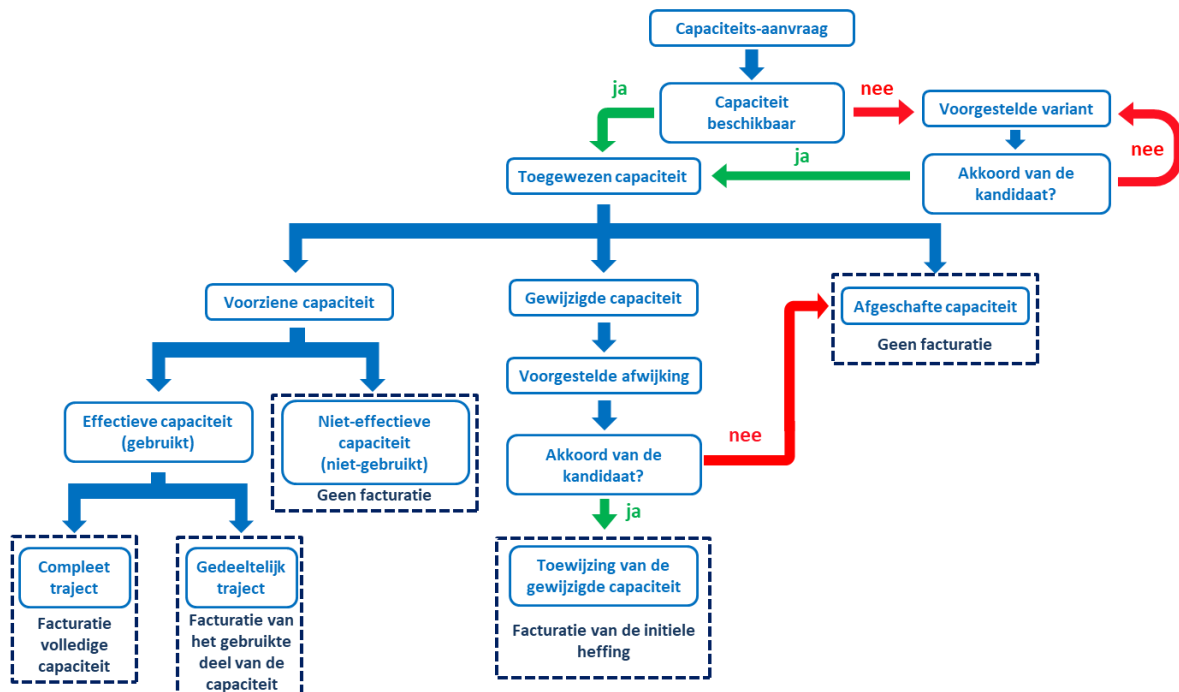 Capaciteits-aanvraag
ja
nee
Capaciteit
beschikbaar
Voorgestelde variant
ja
nee
Toegewezen capaciteit
Akkoord van de
kandidaat?
Voorziene capaciteit
Gewijzigde capaciteit
Afgeschafte capaciteit
Geen facturatie
Voorgestelde afwijking
Effectieve capaciteit
(gebruikt)
Niet-effectieve
capaciteit
(niet-gebruikt)
Geen facturatie
Akkoord van de
kandidaat?
nee
ja
Compleet
traject
Facturatie
volledige
capaciteit
Gedeeltelijk
traject
Facturatie van
het gebruikte
deel van de
capaciteit
Toewijzing van de
gewijzigde capaciteit
Facturatie van de initiele
heffing